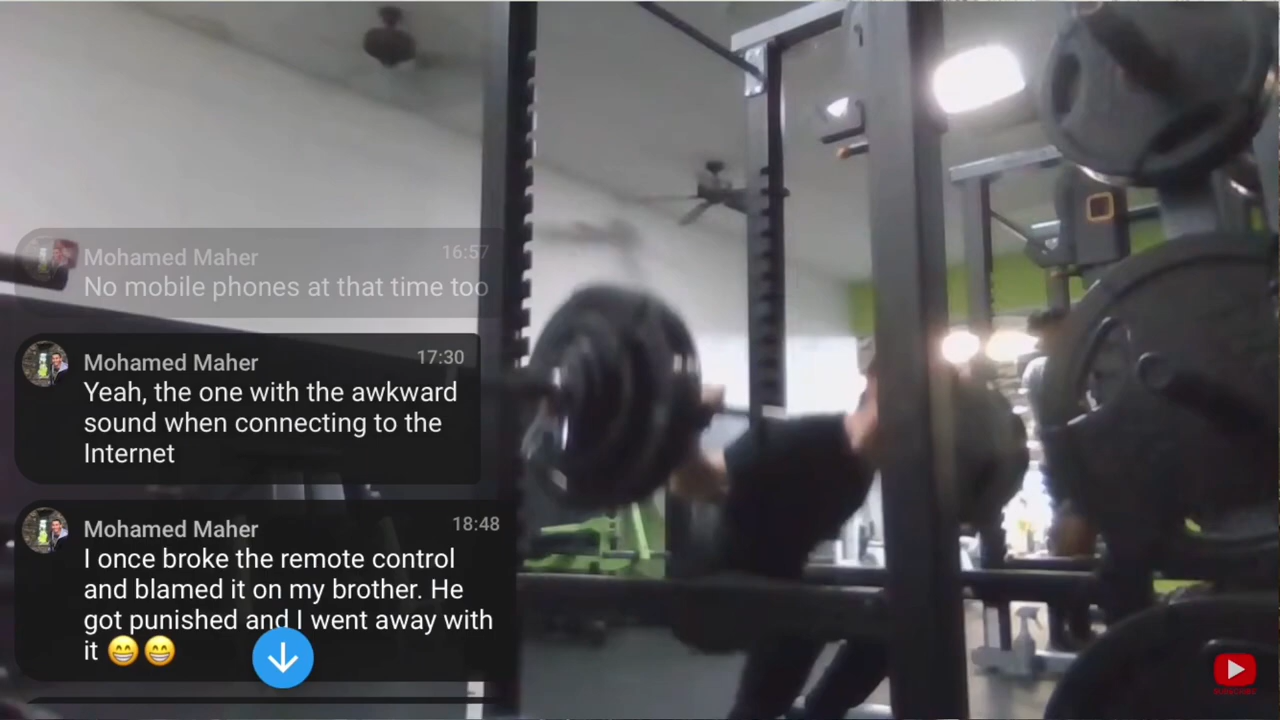 Mohamed Maher 16:57
No mobile phones at that time too
Mohamed Maher 17:30
Yeah, the one with the awkward
sound when connecting to the
Internet
Mohamed Maher 18:48
I once broke the remote control
and blamed it on my brother. He
got punished and I went away with
it 😁😁
SUBSCRIBE